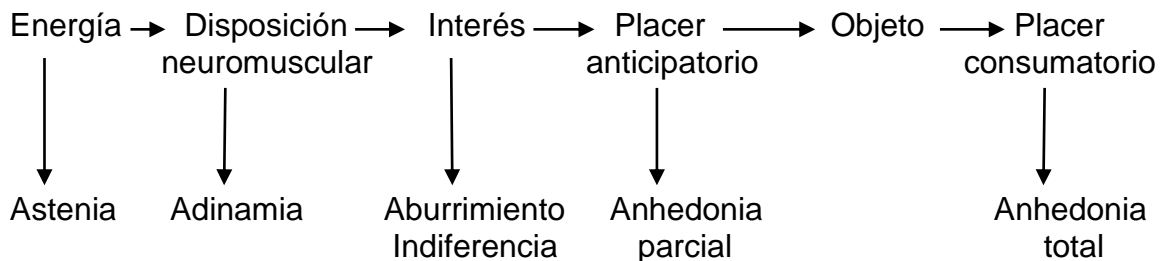 Energía Disposición Interés Placer Objeto Placer
neuromuscular anticipatorio consumatorio
Astenia Adinamia Aburrimiento Anhedonia Anhedonia
Indiferencia parcial total